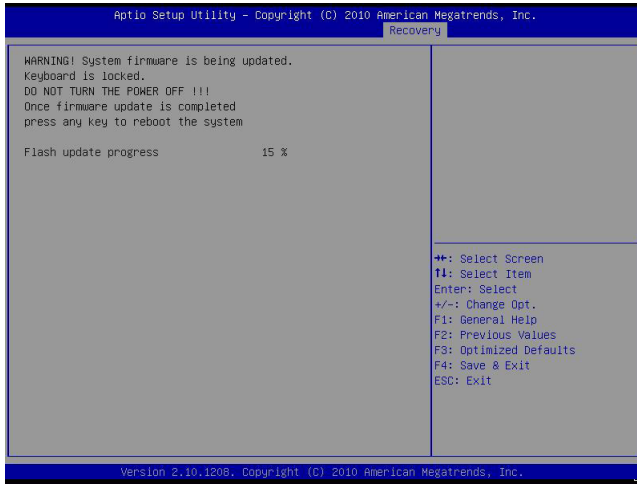 Aptio Setup Utility – Copyright (C) 2010 American Megatrends, Inc.
Recovery
WARNING! System firmware is being updated.
Keyboard is locked.
DO NOT TURN THE POWER OFF !!!
Once firmware update is completed
press any key to reboot the system
Flash update progress 15 %
→←: Select Screen
↑↓: Select Item
Enter: Select
+/-: Change Opt.
F1: General Help
F2: Previous Values
F3: Optimized Defaults
F4: Save & Exit
ESC: Exit
Version 2.10.1208. Copyright (C) 2010 American Megatrends, Inc.